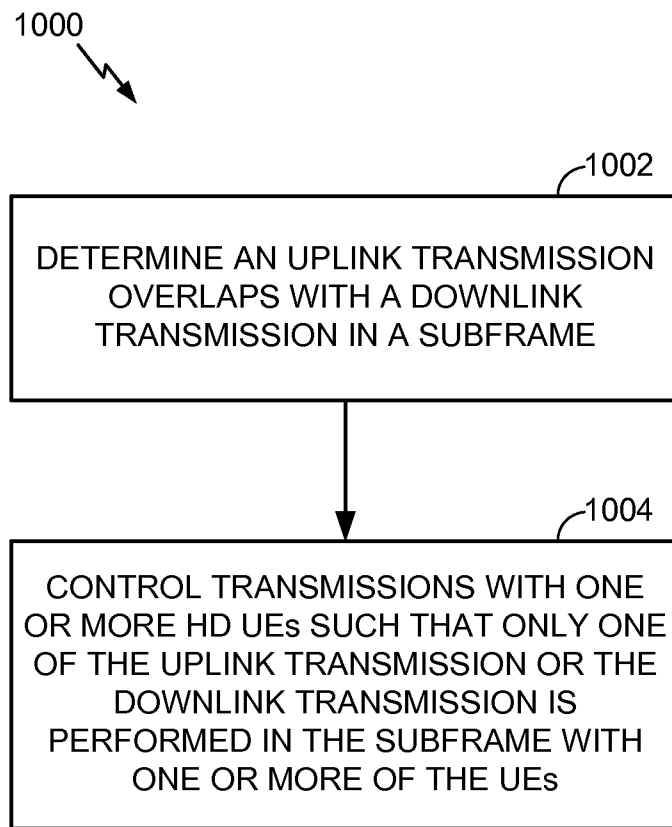 1000
1002
DETERMINE AN UPLINK TRANSMISSION
OVERLAPS WITH A DOWNLINK
TRANSMISSION IN A SUBFRAME
1004
CONTROL TRANSMISSIONS WITH ONE
OR MORE HD UEs SUCH THAT ONLY ONE
OF THE UPLINK TRANSMISSION OR THE
DOWNLINK TRANSMISSION IS
PERFORMED IN THE SUBFRAME WITH
ONE OR MORE OF THE UEs